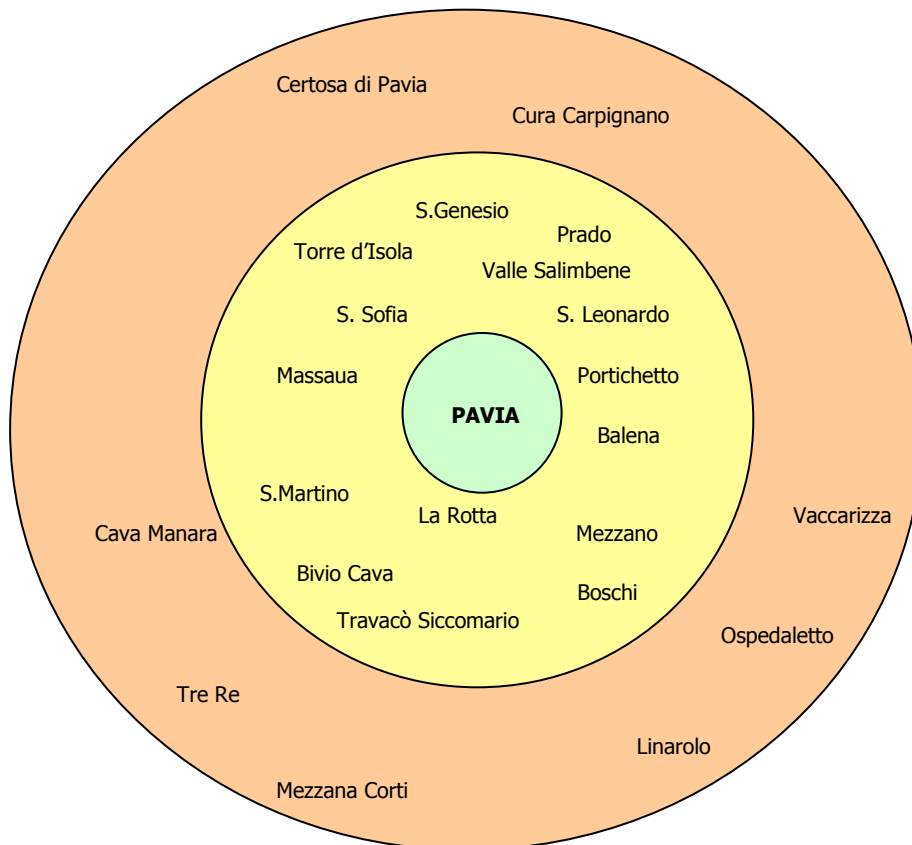 Certosa di Pavia
Cura Carpignano
S.Genesio
Prado
Torre d’Isola
Valle Salimbene
S. Sofia
S. Leonardo
Massaua
Portichetto
PAVIA
Balena
S.Martino
La Rotta
Vaccarizza
Cava Manara
Mezzano
Bivio Cava
Boschi
Travacò Siccomario
Ospedaletto
Tre Re
Linarolo
Mezzana Corti